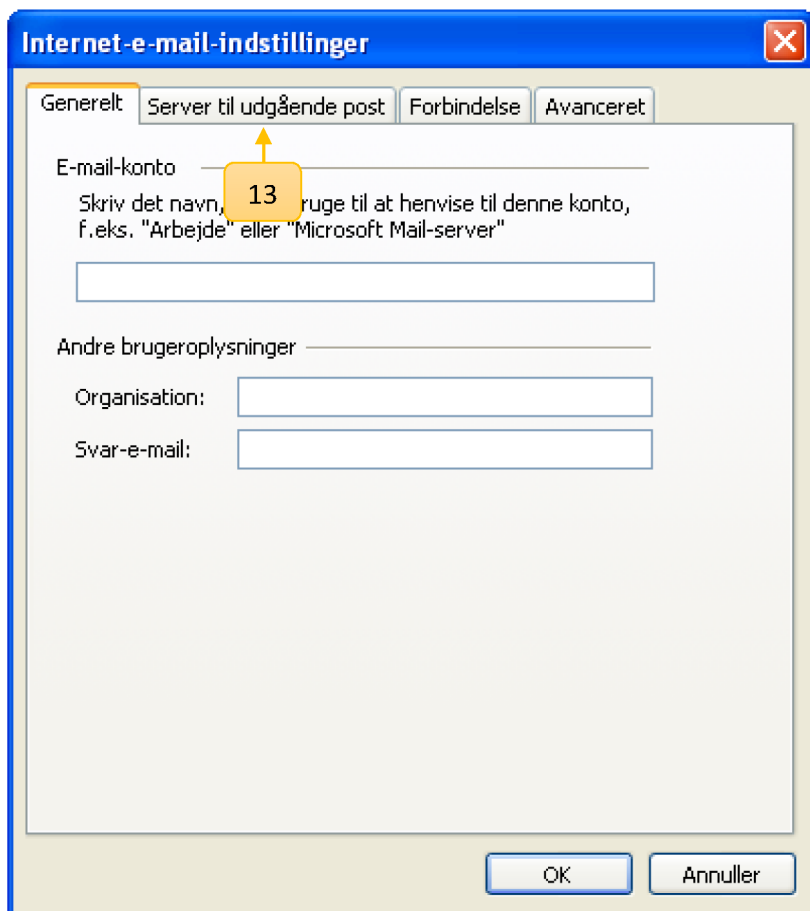 Internet-e-mail-indstillinger
Generelt Server til udgående post Forbindelse Avanceret
E-mail-konto
13
Skriv det navn, ruge til at henvise til denne konto,
f.eks. "Arbejde" eller "Microsoft Mail-server"
Andre brugeroplysninger
Organisation:
Svar-e-mail:
OK Annuller